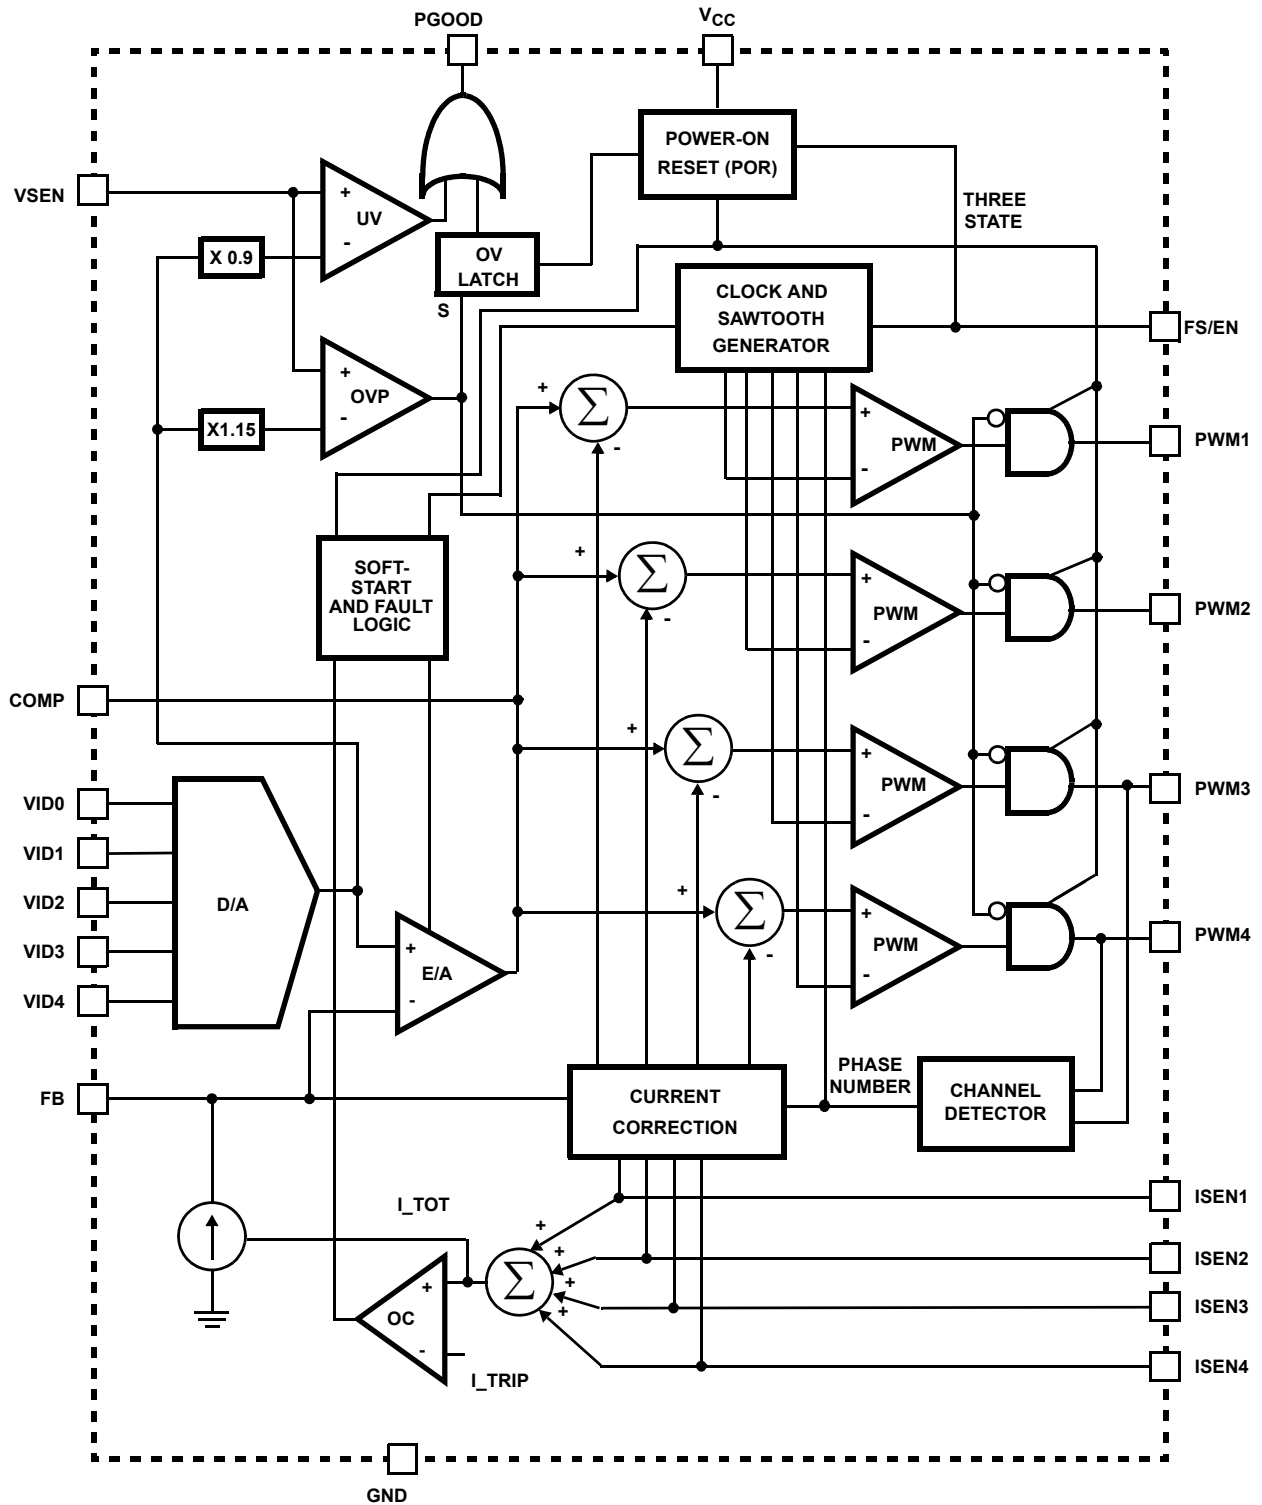 PGOOD
VCC
POWER-ON
RESET (POR)
VSEN
+
UV
-
THREE
STATE
X 0.9
OV
LATCH
S
CLOCK AND
SAWTOOTH
GENERATOR
FS/EN
+
OVP
-
X1.15
+
Σ
-
+
PWM
-
PWM1
SOFT-
START
AND FAULT
LOGIC
+
Σ
-
+
PWM
-
PWM2
COMP
+
Σ
-
+
PWM
-
PWM3
VID0
VID1
VID2
VID3
VID4
D/A
+
E/A
-
+
Σ
-
+
PWM
-
PWM4
FB
CURRENT
CORRECTION
PHASE
NUMBER
CHANNEL
DETECTOR
I_TOT
+
+
+
+
Σ
+
OC
-
I_TRIP
ISEN1
ISEN2
ISEN3
ISEN4
GND